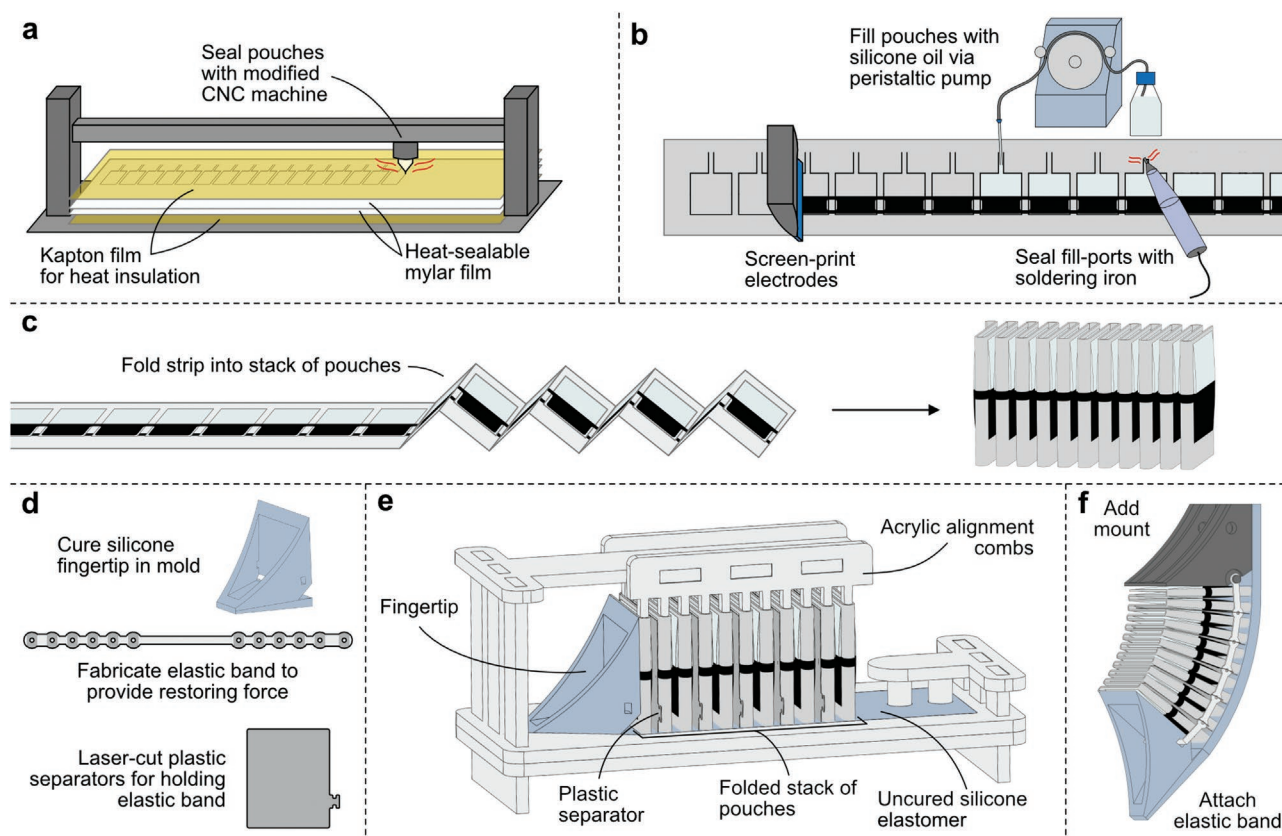 a
Seal pouches
with modified
CNC machine
Kapton film
for heat insulation
Heat-sealable
mylar film
b
Fill pouches with
silicone oil via
peristaltic pump
Screen-print
electrodes
Seal fill-ports with
soldering iron
c
Fold strip into stack of pouches
d
Cure silicone
fingertip in mold
Fabricate elastic band to
provide restoring force
Laser-cut plastic
separators for holding
elastic band
e
Acrylic alignment
combs
Fingertip
Plastic
separator
Folded stack of
pouches
Uncured silicone
elastomer
f
Add
mount
Attach
elastic band